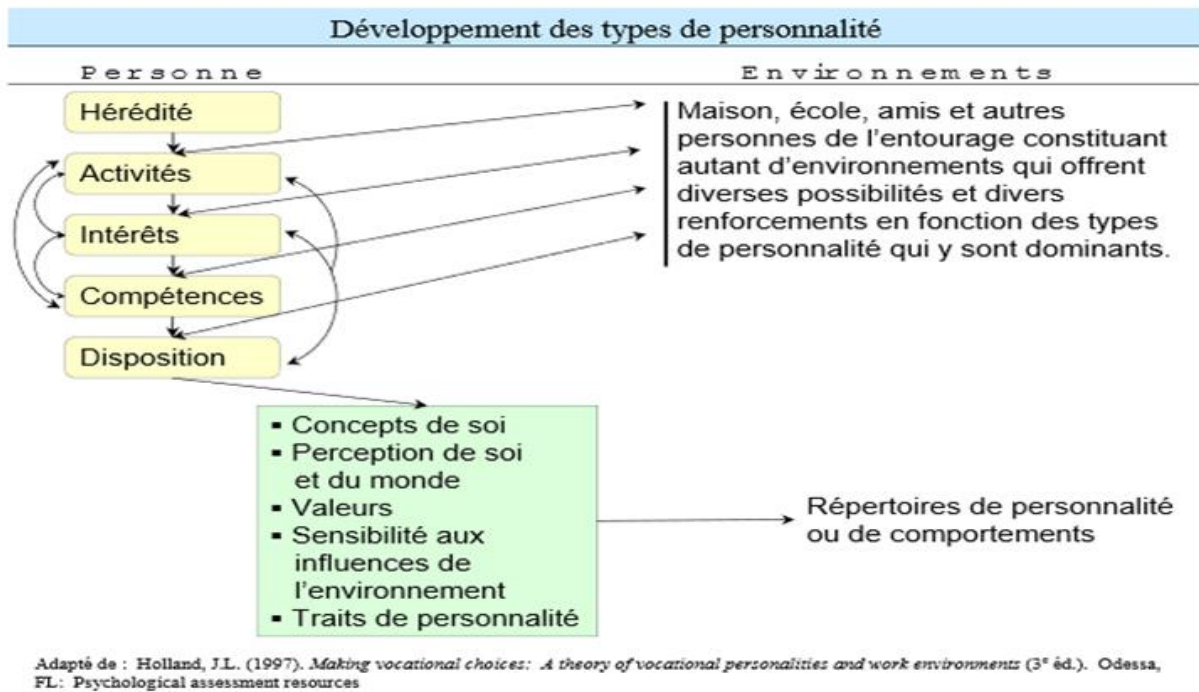 Développement des types de personnalité
Personne
Environnements
Hérédité
Activités
Intérêts
Compétences
Disposition
Maison, école, amis et autres
personnes de l'entourage constituant
autant d'environnements qui offrent
diverses possibilités et divers
renforcements en fonction des types
de personnalité qui y sont dominants.
▪ Concepts de soi
▪ Perception de soi
et du monde
▪ Valeurs
▪ Sensibilité aux
influences de
l'environnement
▪ Traits de personnalité
Répertoires de personnalité
ou de comportements
Adapté de : Holland, J.L. (1997). Making vocational choices: A theory of vocational personalities and work environments (3e éd.). Odessa,
FL: Psychological assessment resources